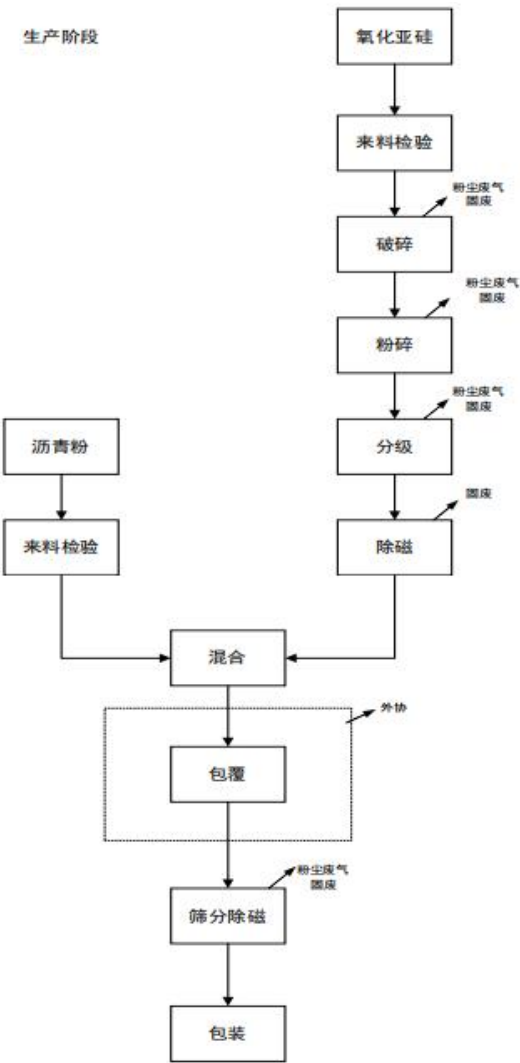 生产阶段
氧化亚硅
来料检验
粉尘废气
固废
破碎
粉尘废气
固废
粉碎
粉尘废气
固废
分级
沥青粉
固废
来料检验
除磁
混合
外协
包覆
粉尘废气
固废
筛分除磁
包装